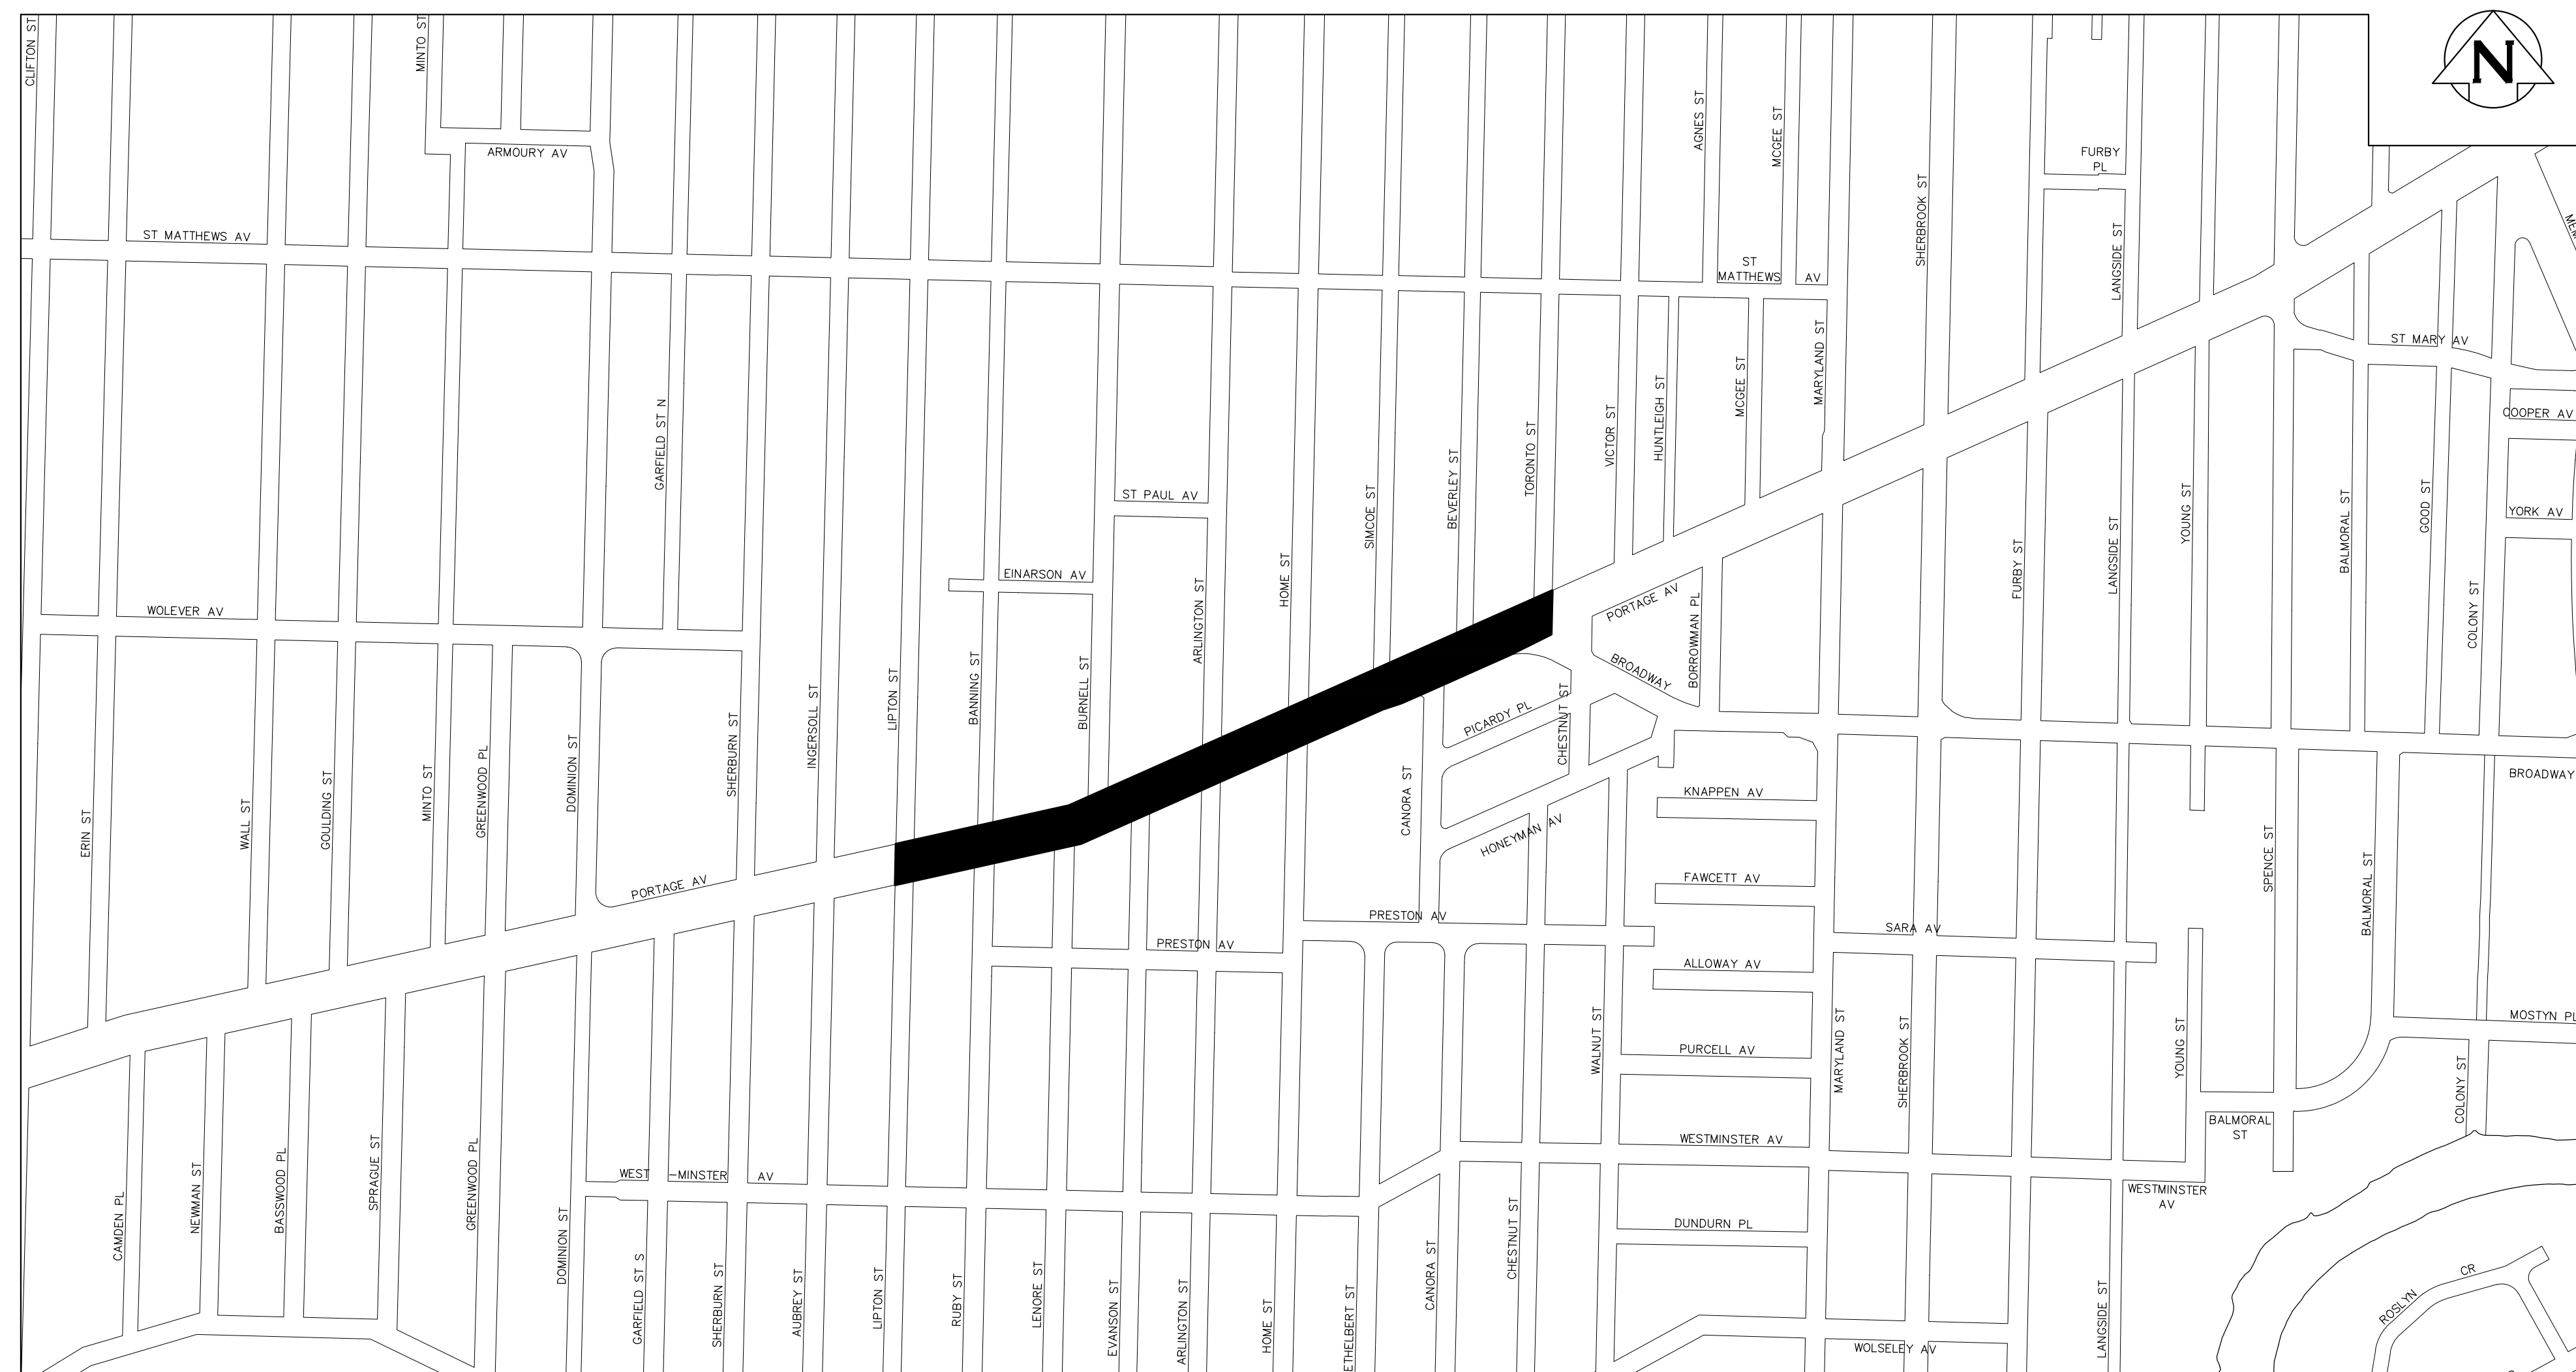 CLIFTON ST
MINTO ST
N
ARMOURY AV
AGNES ST
MCGEE ST
FURBY
PL
SHERBROOK ST
LANGSIDE ST
ST MATTHEWS AV
ST
MATTHEWS AV
ST MARY AV
MARYLAND ST
MCGEE ST
HUNTLEIGH ST
VICTOR ST
TORONTO ST
BEVERLEY ST
SIMCOE ST
GARFIELD ST N
COOPER AV
YORK AV
ST PAUL AV
YOUNG ST
BALMORAL ST
GOOD ST
COLONY ST
FURBY ST
LANGSIDE ST
EINARSON AV
WOLEVER AV
HOME ST
ARLINGTON ST
PORTAGE AV
BORROWMAN PL
BROADWAY
BURNELL ST
BANNING ST
LIPTON ST
INGERSOLL ST
SHERBURN ST
DOMINION ST
GREENWOOD PL
MINTO ST
GOULDING ST
WALL ST
ERIN ST
PICARDY PL
CHESTNUT ST
CANORA ST
HONEYMAN AV
KNAPPEN AV
BROADWAY
FAWCETT AV
PORTAGE AV
SPENCE ST
BALMORAL ST
PRESTON AV
PRESTON AV
SARA AV
ALLOWAY AV
MOSTYN PL
WALNUT ST
PURCELL AV
MARYLAND ST
SHERBROOK ST
YOUNG ST
COLONY ST
BALMORAL
ST
WESTMINSTER AV
WEST -MINSTER AV
WESTMINSTER
AV
CAMDEN PL
NEWMAN ST
BASSWOOD PL
SPRAGUE ST
GREENWOOD PL
DOMINION ST
GARFIELD ST S
SHERBURN ST
AUBREY ST
LIPTON ST
RUBY ST
LENORE ST
EVANSON ST
ARLINGTON ST
HOME ST
ETHELBERT ST
CANORA ST
CHESTNUT ST
DUNDURN PL
LANGSIDE ST
WOLSELEY AV
ROSLYN CR